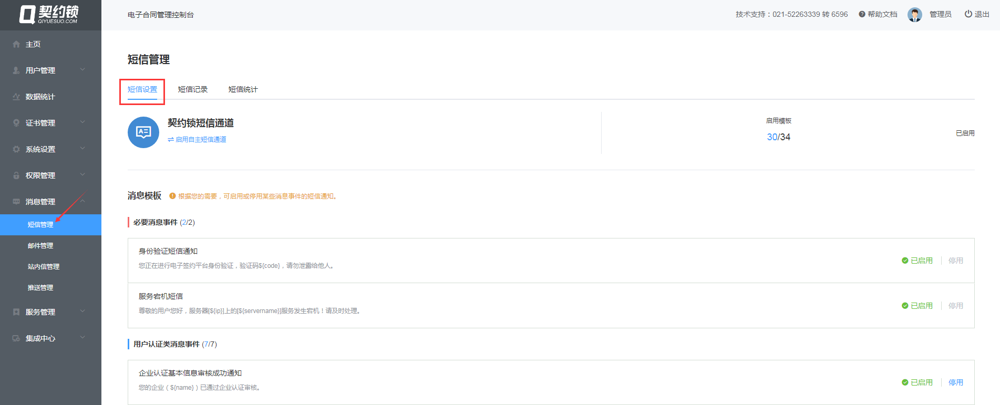 契约锁
QIYUESUO.COM
电子合同管理控制台
技术支持：021-52263339 转 6596
帮助文档
管理员
退出
主页
用户管理
数据统计
证书管理
系统设置
权限管理
消息管理
短信管理
邮件管理
站内信管理
推送管理
服务管理
集成中心
短信管理
短信设置
短信记录
短信统计
契约锁短信通道
启用自主短信通道
启用模板
30/34
已启用
消息模板
根据您的需要，可启用或停用某些消息事件的短信通知。
必要消息事件 (2/2)
身份验证短信通知
您正在进行电子签约平台身份验证，验证码${code}，请勿泄露给他人。
已启用
停用
服务宕机短信
尊敬的用户您好，服务器[${ip}]上的[${servername}]服务发生宕机！请及时处理。
已启用
停用
用户认证类消息事件 (7/7)
企业认证基本信息审核成功通知
您的企业（${name}）已通过企业认证审核。
已启用
停用